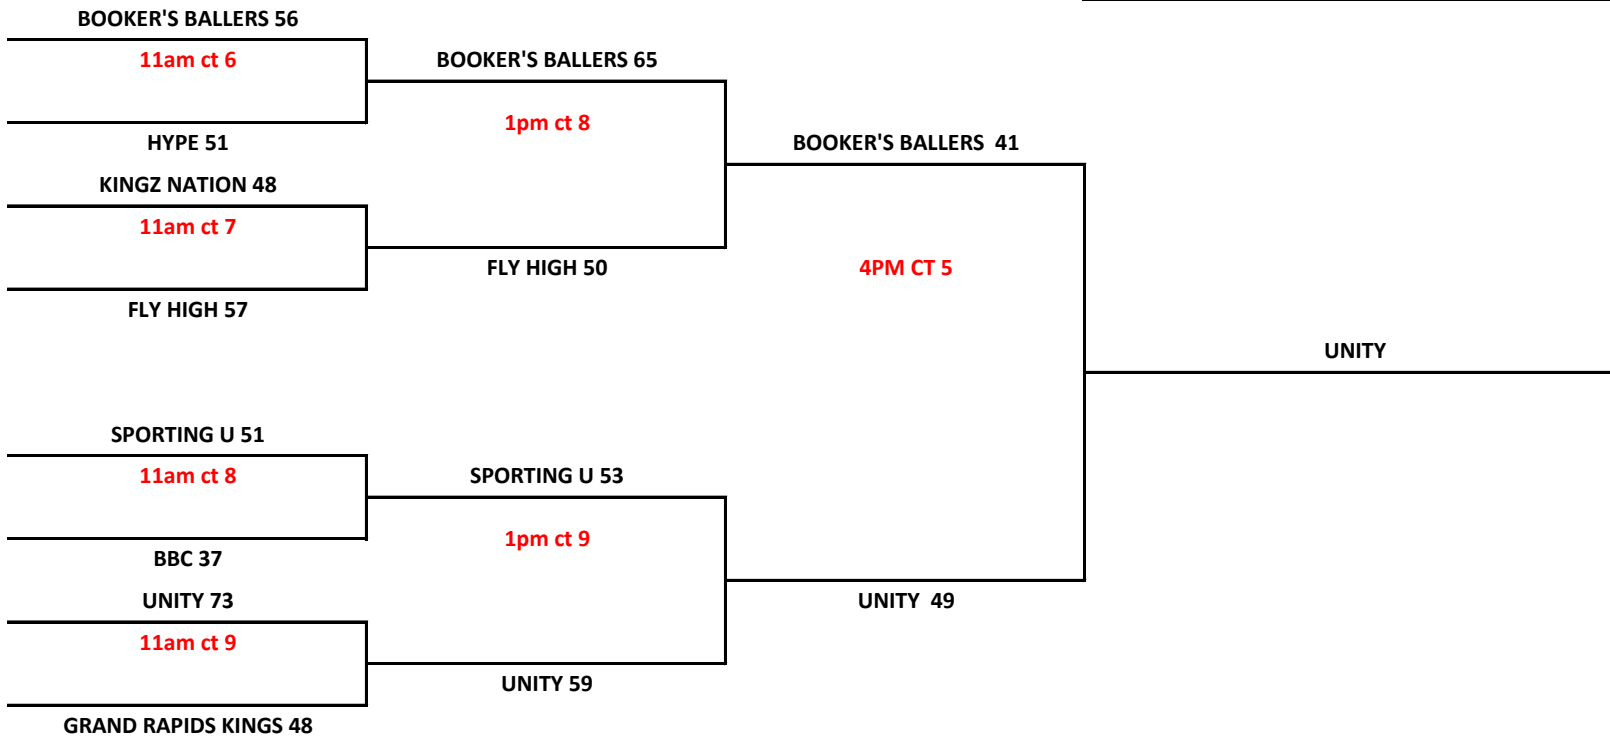 BOOKER'S BALLERS 56
11am ct 6
BOOKER'S BALLERS 65
1pm ct 8
HYPE 51
BOOKER'S BALLERS  41
KINGZ NATION 48
11am ct 7
FLY HIGH 50
4PM CT 5
FLY HIGH 57
UNITY
SPORTING U 51
11am ct 8
SPORTING U 53
1pm ct 9
BBC 37
UNITY 73
UNITY  49
11am ct 9
UNITY 59
GRAND RAPIDS KINGS 48